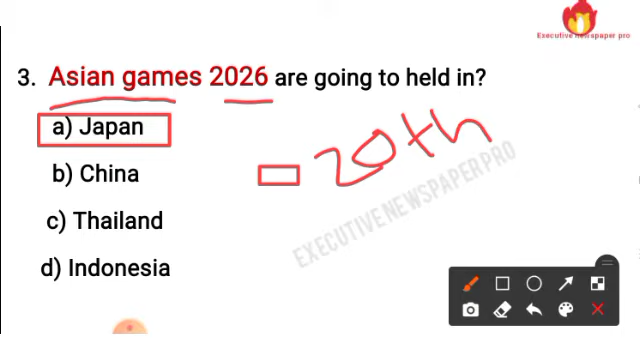 Executive newspaper pro
3. Asian games 2026 are going to held in?
a) Japan
20th
b) China
EXECUTIVE NEWSPAPER PRO
c) Thailand
d) Indonesia